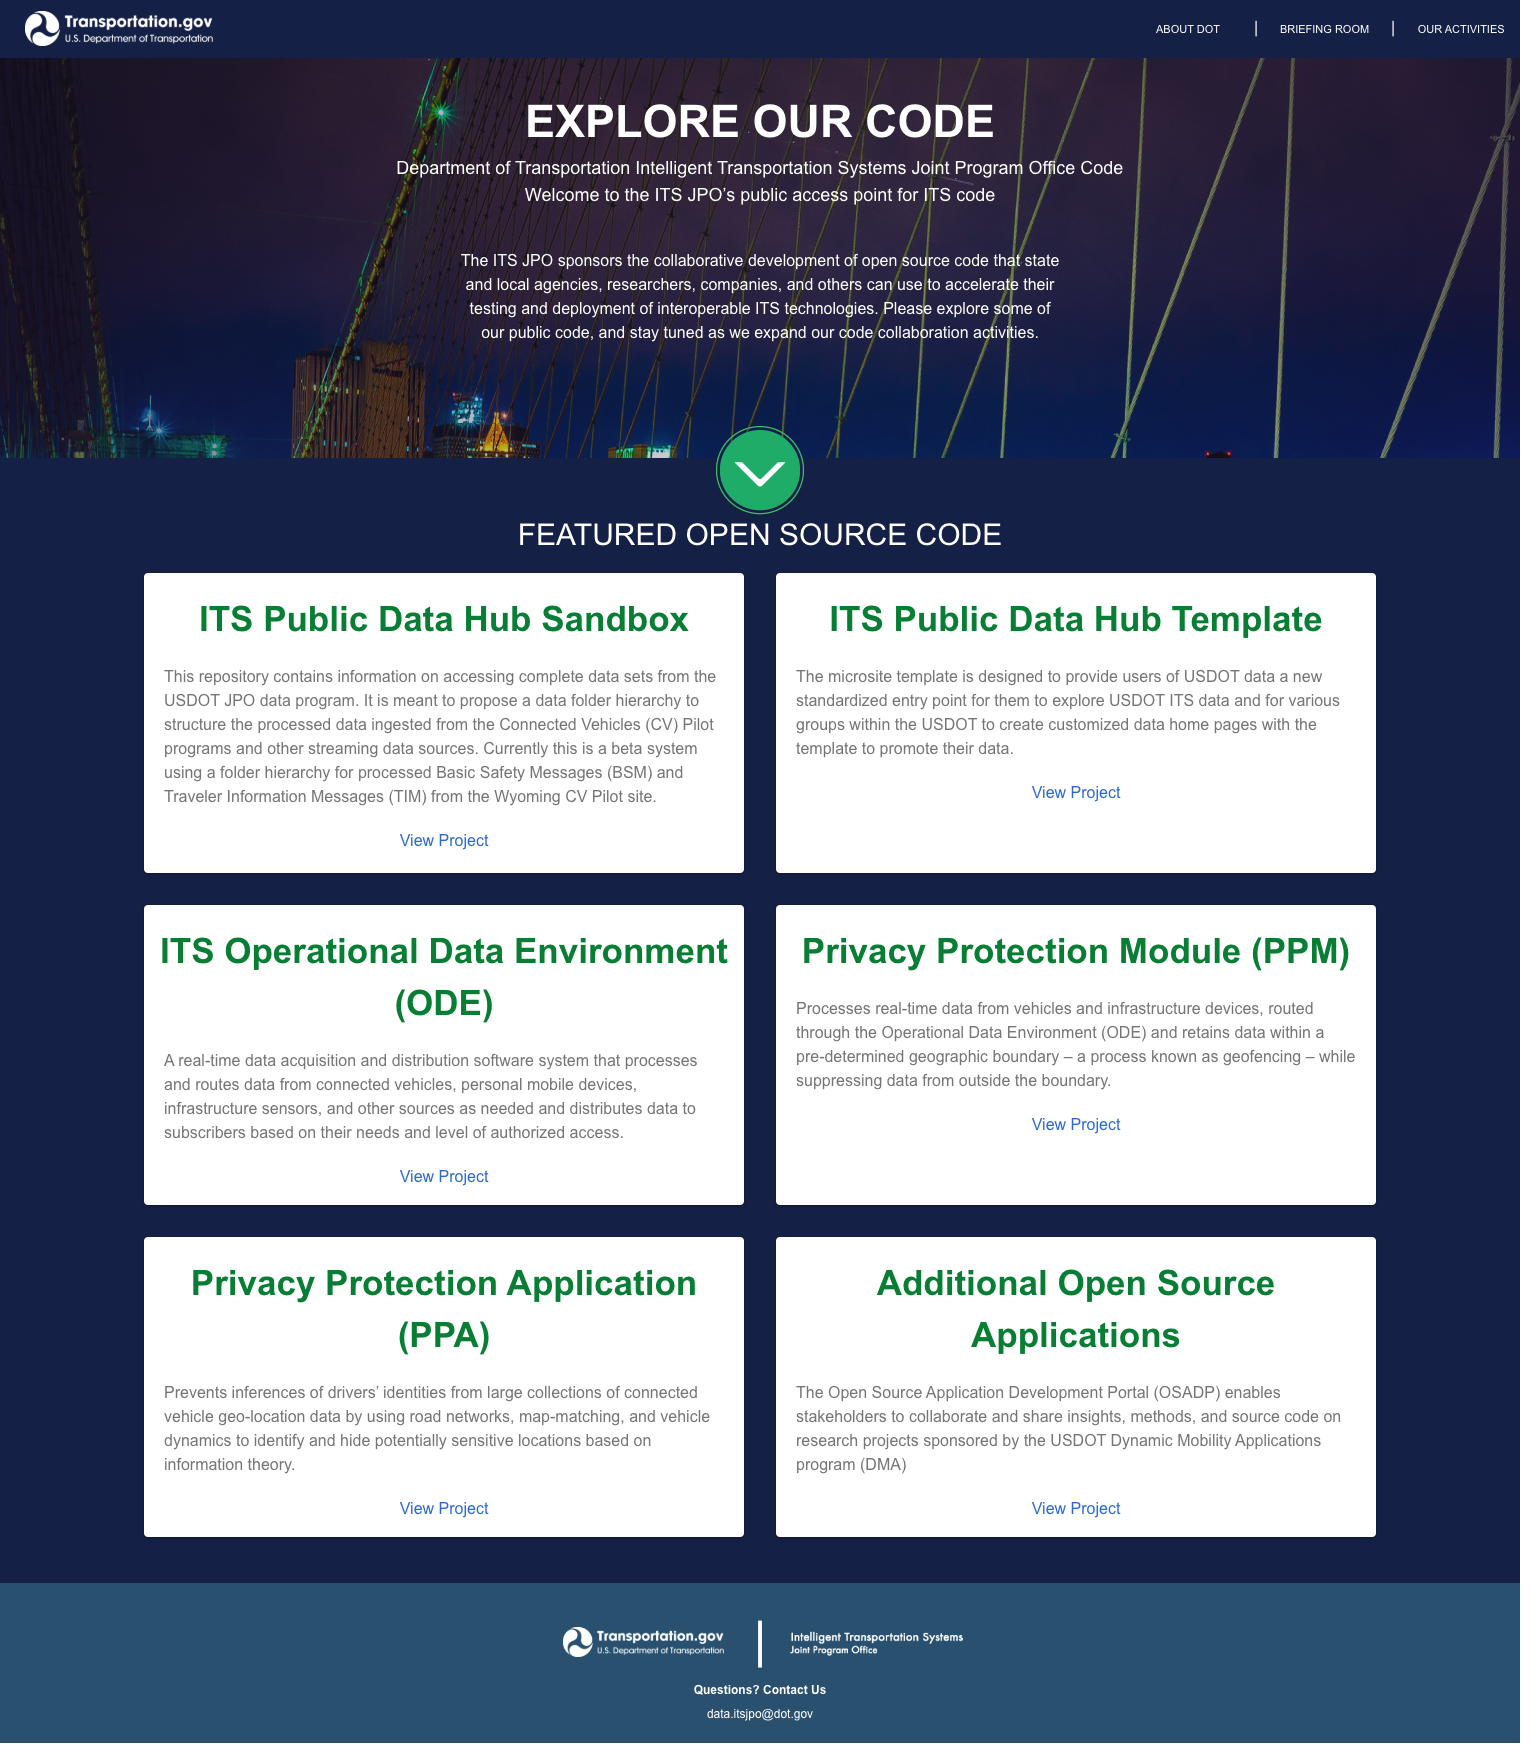 Transportation.gov
U.S. Department of Transportation
ABOUT DOT | BRIEFING ROOM | OUR ACTIVITIES
EXPLORE OUR CODE
Department of Transportation Intelligent Transportation Systems Joint Program Office Code
Welcome to the ITS JPO’s public access point for ITS code
The ITS JPO sponsors the collaborative development of open source code that state
and local agencies, researchers, companies, and others can use to accelerate their
testing and deployment of interoperable ITS technologies. Please explore some of
our public code, and stay tuned as we expand our code collaboration activities.
FEATURED OPEN SOURCE CODE
ITS Public Data Hub Sandbox
This repository contains information on accessing complete data sets from the
USDOT JPO data program. It is meant to propose a data folder hierarchy to
structure the processed data ingested from the Connected Vehicles (CV) Pilot
programs and other streaming data sources. Currently this is a beta system
using a folder hierarchy for processed Basic Safety Messages (BSM) and
Traveler Information Messages (TIM) from the Wyoming CV Pilot site.
View Project
ITS Public Data Hub Template
The microsite template is designed to provide users of USDOT data a new
standardized entry point for them to explore USDOT ITS data and for various
groups within the USDOT to create customized data home pages with the
template to promote their data.
View Project
ITS Operational Data Environment
(ODE)
A real-time data acquisition and distribution software system that processes
and routes data from connected vehicles, personal mobile devices,
infrastructure sensors, and other sources as needed and distributes data to
subscribers based on their needs and level of authorized access.
View Project
Privacy Protection Module (PPM)
Processes real-time data from vehicles and infrastructure devices, routed
through the Operational Data Environment (ODE) and retains data within a
pre-determined geographic boundary – a process known as geofencing – while
suppressing data from outside the boundary.
View Project
Privacy Protection Application
(PPA)
Prevents inferences of drivers’ identities from large collections of connected
vehicle geo-location data by using road networks, map-matching, and vehicle
dynamics to identify and hide potentially sensitive locations based on
information theory.
View Project
Additional Open Source
Applications
The Open Source Application Development Portal (OSADP) enables
stakeholders to collaborate and share insights, methods, and source code on
research projects sponsored by the USDOT Dynamic Mobility Applications
program (DMA)
View Project
Transportation.gov
U.S. Department of Transportation
Intelligent Transportation Systems
Joint Program Office
Questions? Contact Us
data.itsjpo@dot.gov